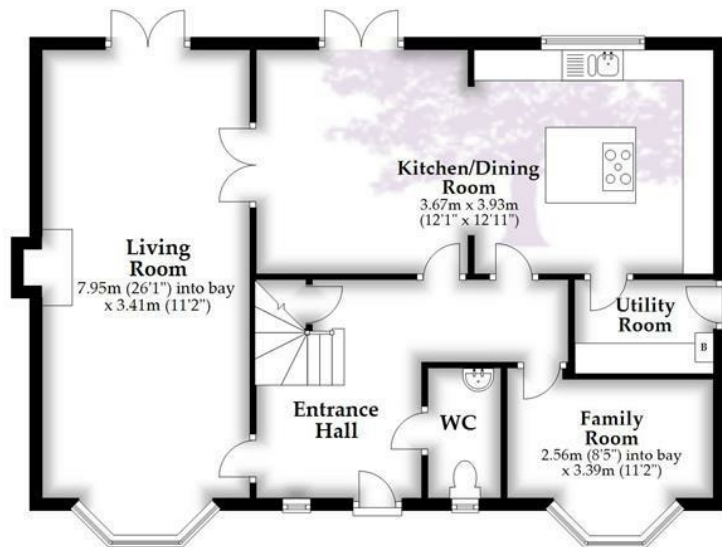 Kitchen/Dining
Room
3.67m x 3.93m
(12'1" x 12'11")
Living
Room
7.95m (26'1") into bay
x 3.41m (11'2")
Utility
Room
B
Entrance
Hall
WC
Family
Room
2.56m (8'5") into bay
x 3.39m (11'2")